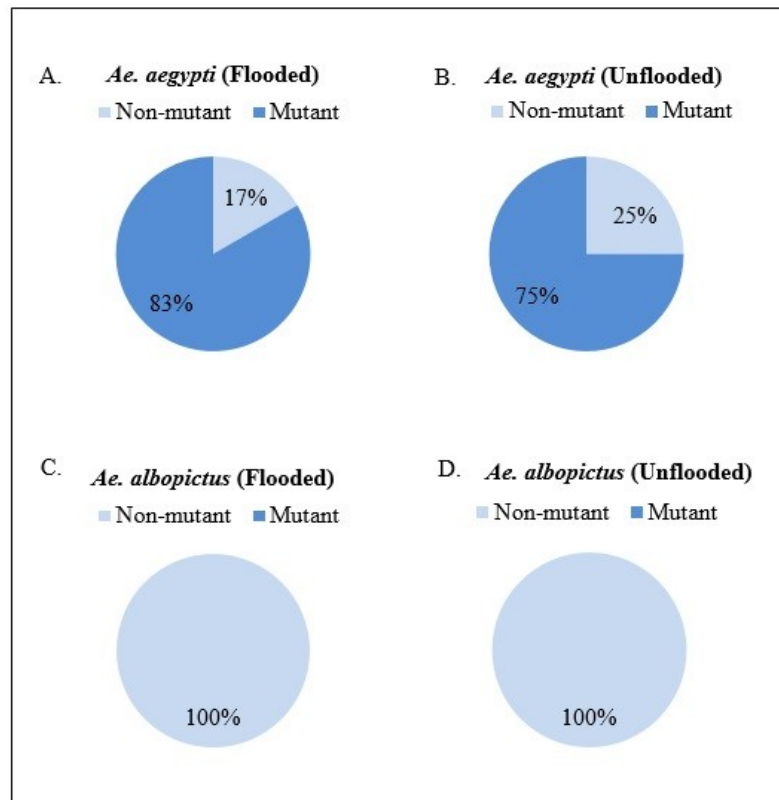 A. Ae. aegypti (Flooded)
Non-mutant Mutant
17%
83%
B. Ae. aegypti (Unflooded)
Non-mutant Mutant
25%
75%
C. Ae. albopictus (Flooded)
Non-mutant Mutant
100%
D. Ae. albopictus (Unflooded)
Non-mutant Mutant
100%